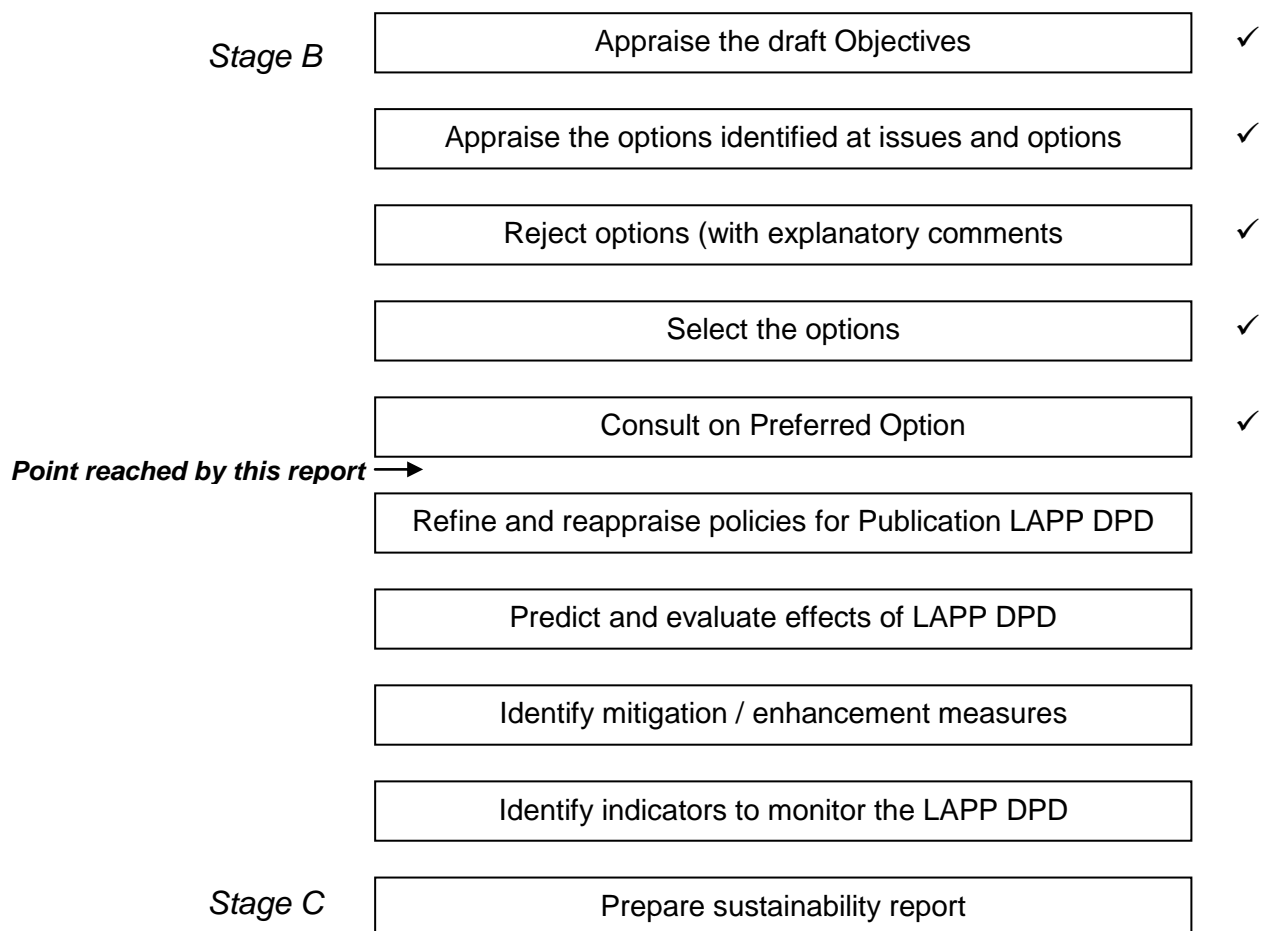 Stage B
Appraise the draft Objectives ✓
Appraise the options identified at issues and options ✓
Reject options (with explanatory comments ✓
Select the options ✓
Consult on Preferred Option ✓
Point reached by this report →
Refine and reappraise policies for Publication LAPP DPD
Predict and evaluate effects of LAPP DPD
Identify mitigation / enhancement measures
Identify indicators to monitor the LAPP DPD
Stage C
Prepare sustainability report